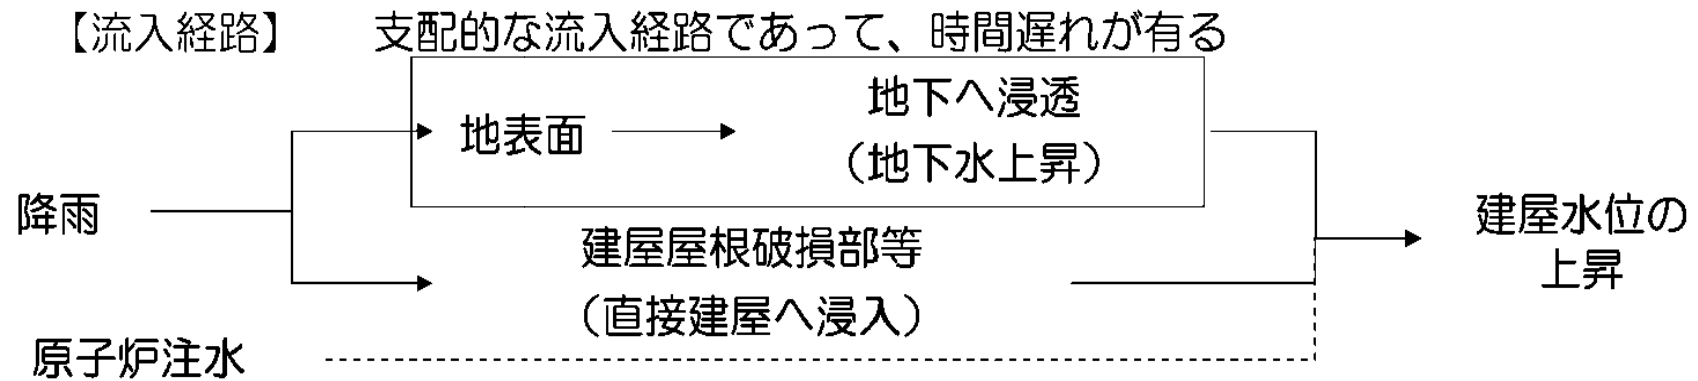 【流入経路】 支配的な流入経路であって、時間遅れが有る
地表面
地下へ浸透
（地下水上昇）
降雨
建屋屋根破損部等
（直接建屋へ浸入）
原子炉注水
建屋水位の
上昇